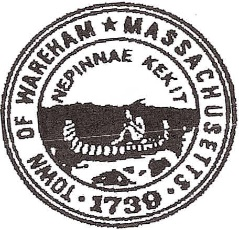 TOWN OF WAREHAM ★ MASSACHUSETTS
· 1739 ·
NEPINNAE KEKIT